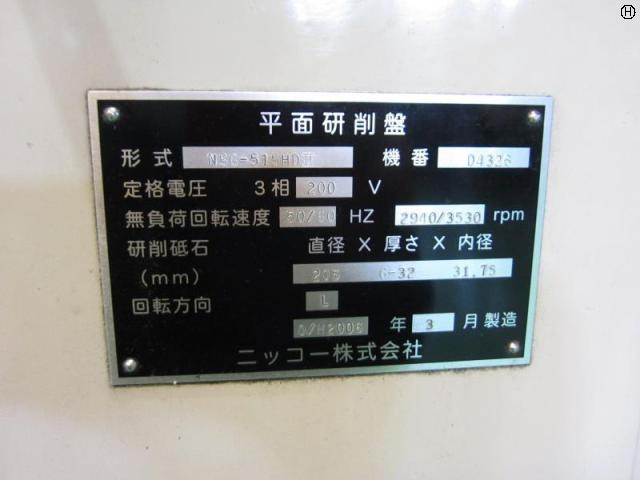 平面研削盤
形式 NSG-515HDⅡ 機番 D4326
定格電圧 3相 200 V
無負荷回転速度 50/60 HZ 2940/3530 rpm
研削砥石 直径 X 厚さ X 内径
(mm) 205 6-32 31.75
回転方向 L
O/H2006 年 3 月製造
ニッコー株式会社